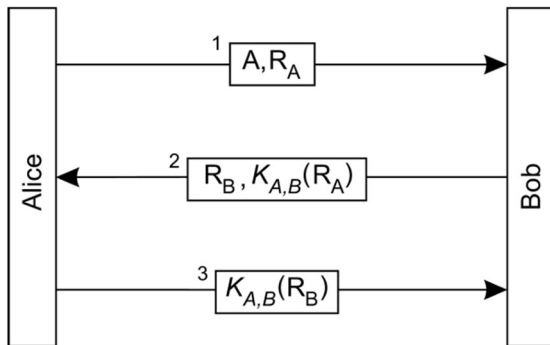 Alice
Bob
1
A,R_A
2
R_B, K_A,B(R_A)
3
K_A,B(R_B)